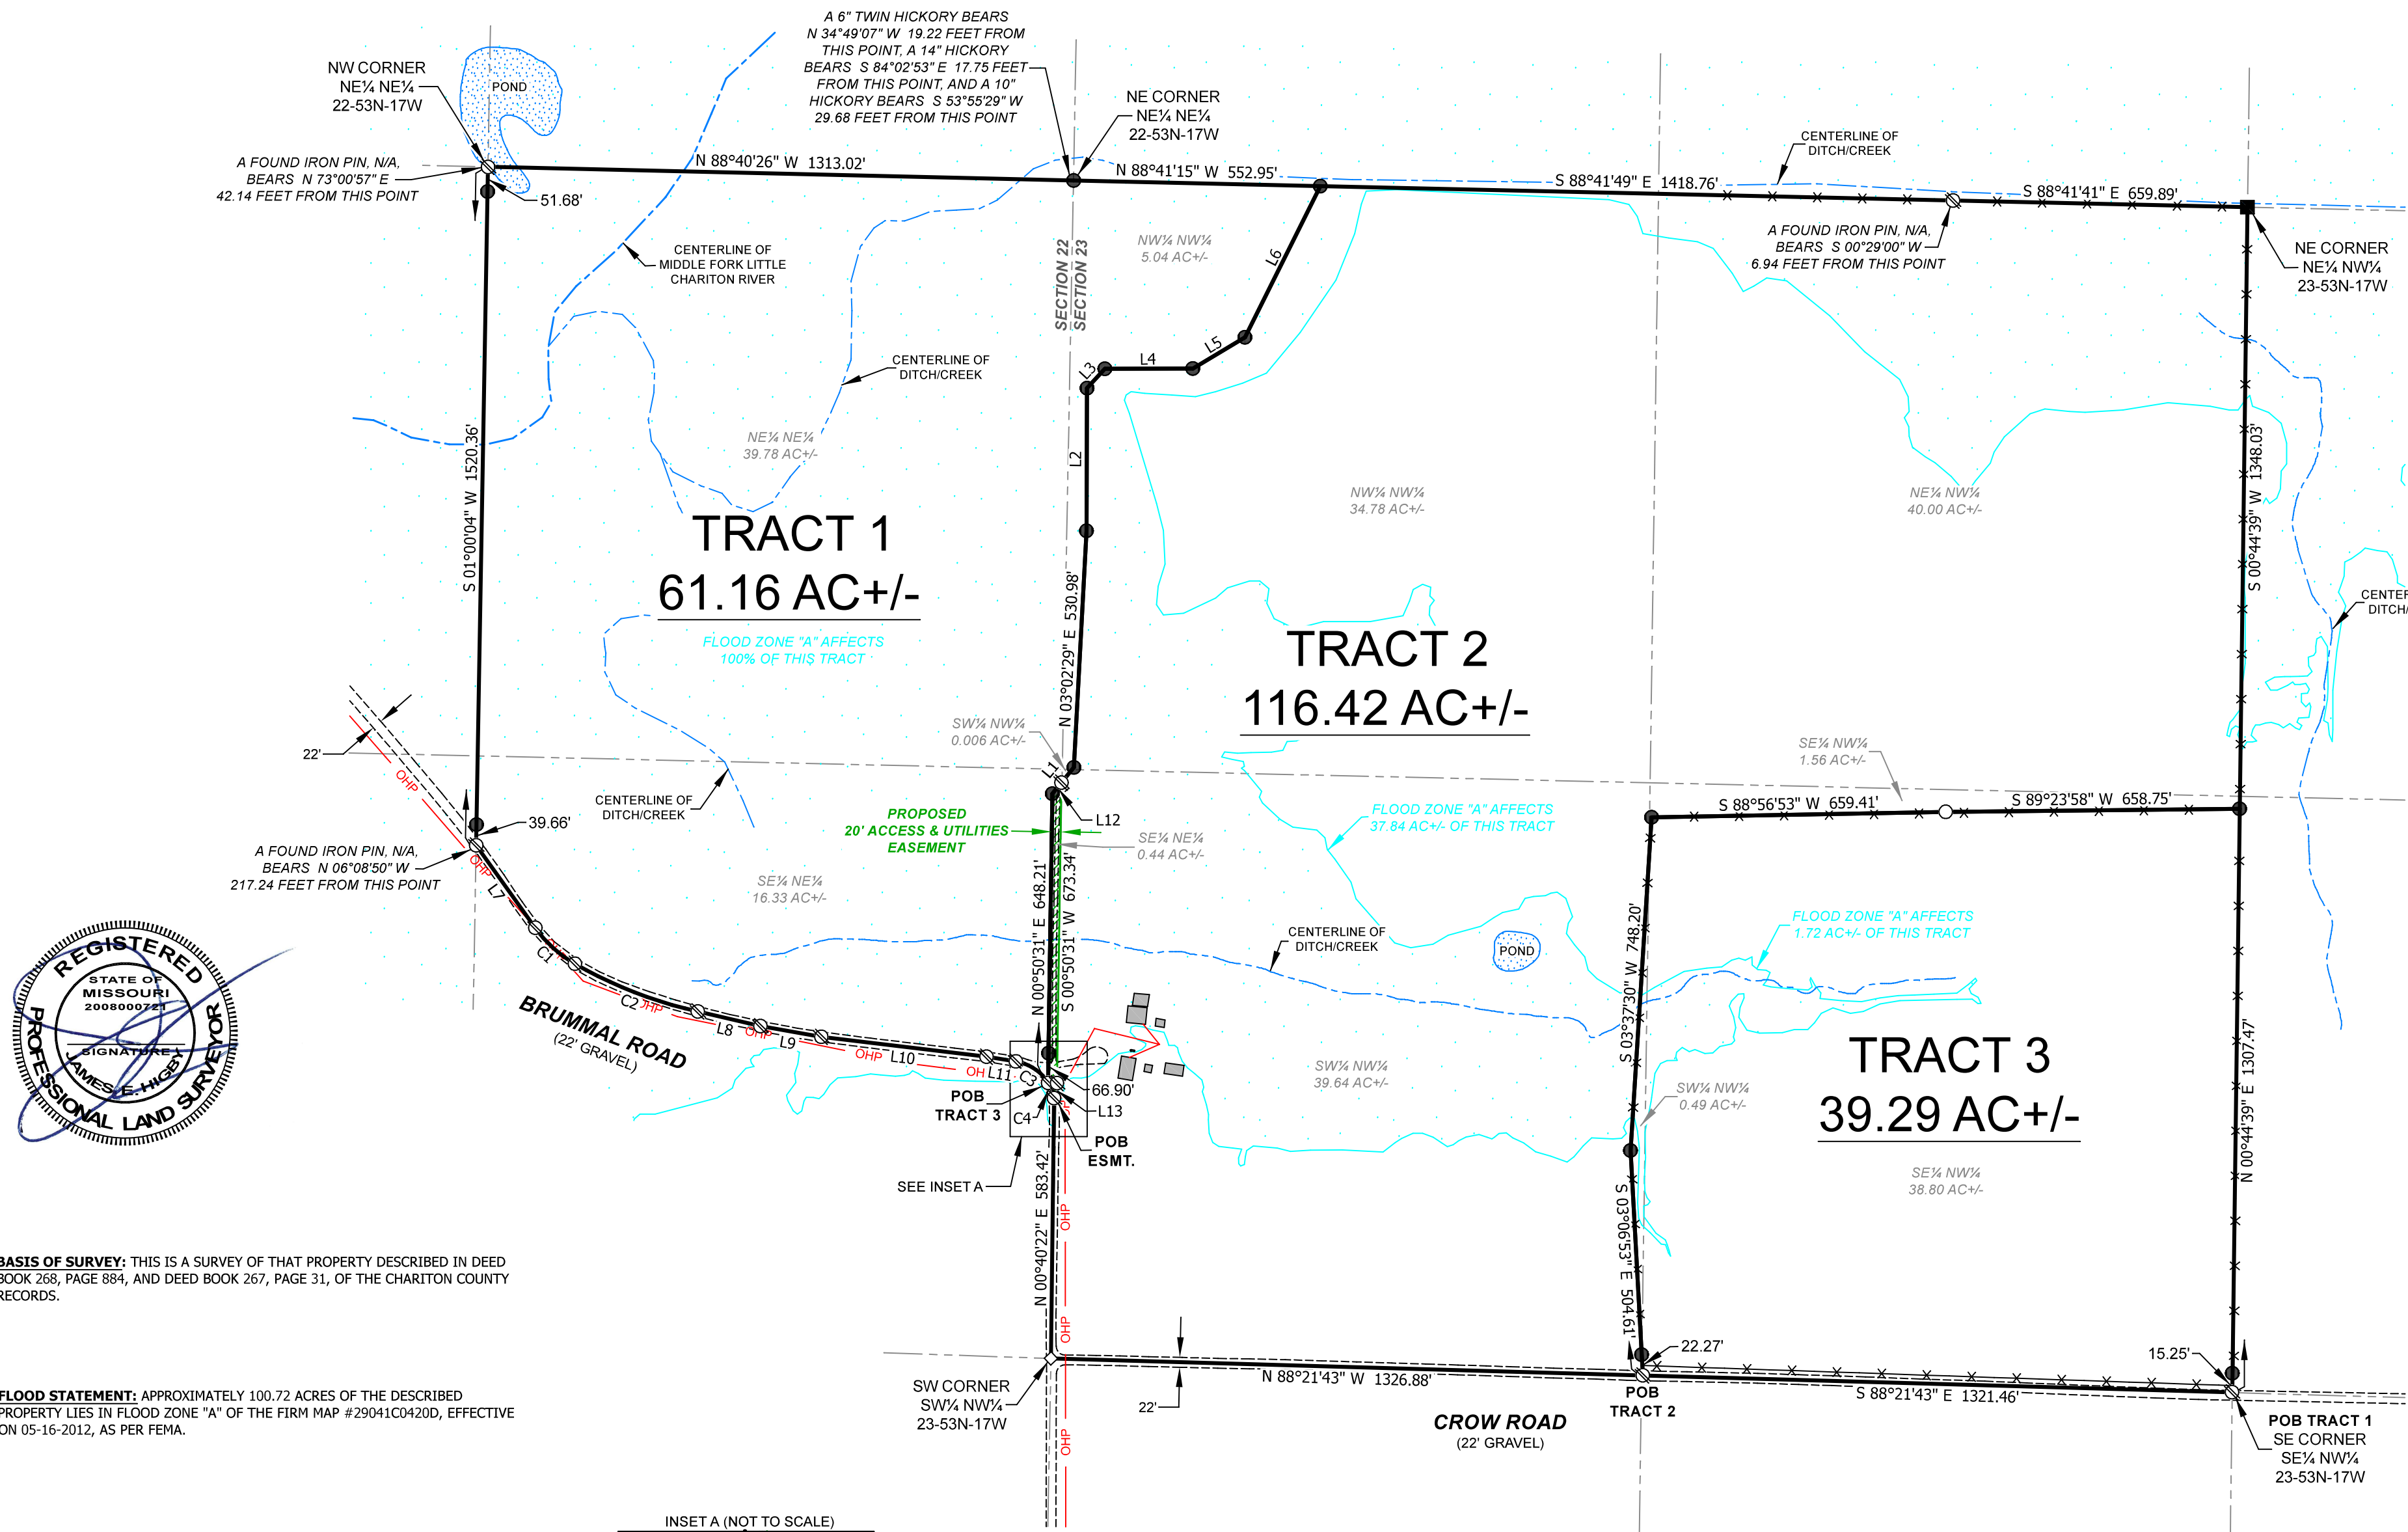 A 6" TWIN HICKORY BEARS
N 34°49'07" W 19.22 FEET FROM
THIS POINT, A 14" HICKORY
BEARS S 84°02'53" E 17.75 FEET
FROM THIS POINT, AND A 10"
HICKORY BEARS S 53°55'29" W
29.68 FEET FROM THIS POINT
NW CORNER
NE¼ NE¼
22-53N-17W
POND
NE CORNER
NE¼ NE¼
22-53N-17W
CENTERLINE OF
DITCH/CREEK
A FOUND IRON PIN, N/A,
BEARS N 73°00'57" E
42.14 FEET FROM THIS POINT
51.68'
N 88°40'26" W 1313.02'
N 88°41'15" W 552.95'
S 88°41'49" E 1418.76'
S 88°41'41" E 659.89'
A FOUND IRON PIN, N/A,
BEARS S 00°29'00" W
6.94 FEET FROM THIS POINT
NE CORNER
NE¼ NW¼
23-53N-17W
CENTERLINE OF
MIDDLE FORK LITTLE
CHARITON RIVER
SECTION 22
SECTION 23
NW¼ NW¼
5.04 AC+/-
L6
L5
L4
L3
L2
CENTERLINE OF
DITCH/CREEK
S 01°00'04" W 1520.36'
NE¼ NE¼
39.78 AC+/-
NW¼ NW¼
34.78 AC+/-
NE¼ NW¼
40.00 AC+/-
S 00°44'39" W 1348.03'
TRACT 1
61.16 AC+/-
FLOOD ZONE "A" AFFECTS
100% OF THIS TRACT
N 03°02'29" E 530.98'
TRACT 2
116.42 AC+/-
CENTER
DITCH/
SW¼ NW¼
0.006 AC+/-
SE¼ NW¼
1.56 AC+/-
22'
OHP
L1
L12
CENTERLINE OF
DITCH/CREEK
39.66'
PROPOSED
20' ACCESS & UTILITIES
EASEMENT
FLOOD ZONE "A" AFFECTS
37.84 AC+/- OF THIS TRACT
S 88°56'53" W 659.41'
S 89°23'58" W 658.75'
A FOUND IRON PIN, N/A,
BEARS N 06°08'50" W
217.24 FEET FROM THIS POINT
OHP
L7
SE¼ NE¼
16.33 AC+/-
SE¼ NE¼
0.44 AC+/-
N 00°50'31" E 648.21'
S 00°50'31" W 673.34'
CENTERLINE OF
DITCH/CREEK
POND
S 03°37'30" W 748.20'
FLOOD ZONE "A" AFFECTS
1.72 AC+/- OF THIS TRACT
REGISTERED
PROFESSIONAL LAND SURVEYOR
STATE OF
MISSOURI
2008000721
SIGNATURE
JAMES E. HIGBY
C1
C2
OHP
L8
OHP
L9
OHP
L10
OH
L11
C3
BRUMMAL ROAD
(22' GRAVEL)
POB
TRACT 3
C4
66.90'
L13
POB
ESMT.
SEE INSET A
SW¼ NW¼
39.64 AC+/-
SW¼ NW¼
0.49 AC+/-
TRACT 3
39.29 AC+/-
SE¼ NW¼
38.80 AC+/-
N 00°44'39" E 1307.47'
N 00°40'22" E 583.42'
OHP
OHP
OHP
S 03°06'53" E 504.61'
BASIS OF SURVEY: THIS IS A SURVEY OF THAT PROPERTY DESCRIBED IN DEED
BOOK 268, PAGE 884, AND DEED BOOK 267, PAGE 31, OF THE CHARITON COUNTY
RECORDS.
FLOOD STATEMENT: APPROXIMATELY 100.72 ACRES OF THE DESCRIBED
PROPERTY LIES IN FLOOD ZONE "A" OF THE FIRM MAP #29041C0420D, EFFECTIVE
ON 05-16-2012, AS PER FEMA.
22.27'
15.25'
SW CORNER
SW¼ NW¼
23-53N-17W
N 88°21'43" W 1326.88'
22'
POB
TRACT 2
S 88°21'43" E 1321.46'
CROW ROAD
(22' GRAVEL)
POB TRACT 1
SE CORNER
SE¼ NW¼
23-53N-17W
INSET A (NOT TO SCALE)